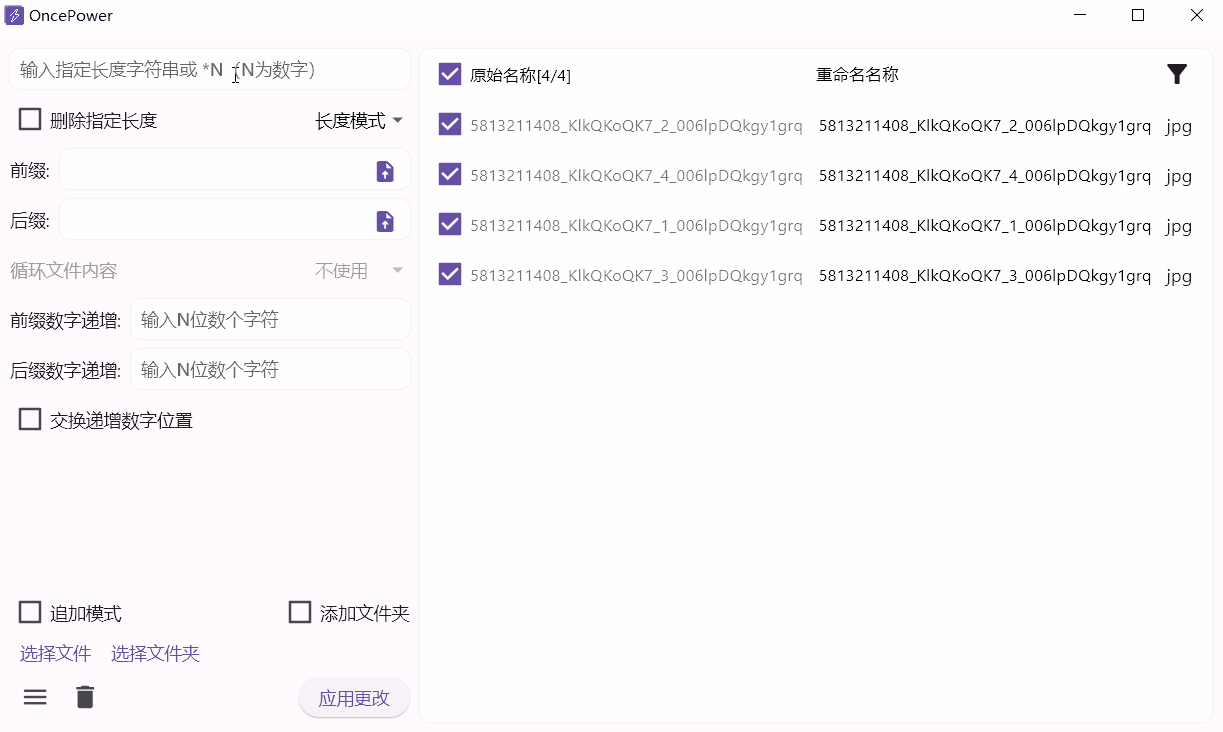 OncePower
输入指定长度字符串或 *N （N为数字）
删除指定长度 长度模式
前缀:
后缀:
循环文件内容 不使用
前缀数字递增: 输入N位数个字符
后缀数字递增: 输入N位数个字符
交换递增数字位置
追加模式 添加文件夹
选择文件 选择文件夹
应用更改
原始名称[4/4] 重命名名称
5813211408_KlkQKoQK7_2_006lpDQkgy1grq 5813211408_KlkQKoQK7_2_006lpDQkgy1grq jpg
5813211408_KlkQKoQK7_4_006lpDQkgy1grq 5813211408_KlkQKoQK7_4_006lpDQkgy1grq jpg
5813211408_KlkQKoQK7_1_006lpDQkgy1grq 5813211408_KlkQKoQK7_1_006lpDQkgy1grq jpg
5813211408_KlkQKoQK7_3_006lpDQkgy1grq 5813211408_KlkQKoQK7_3_006lpDQkgy1grq jpg